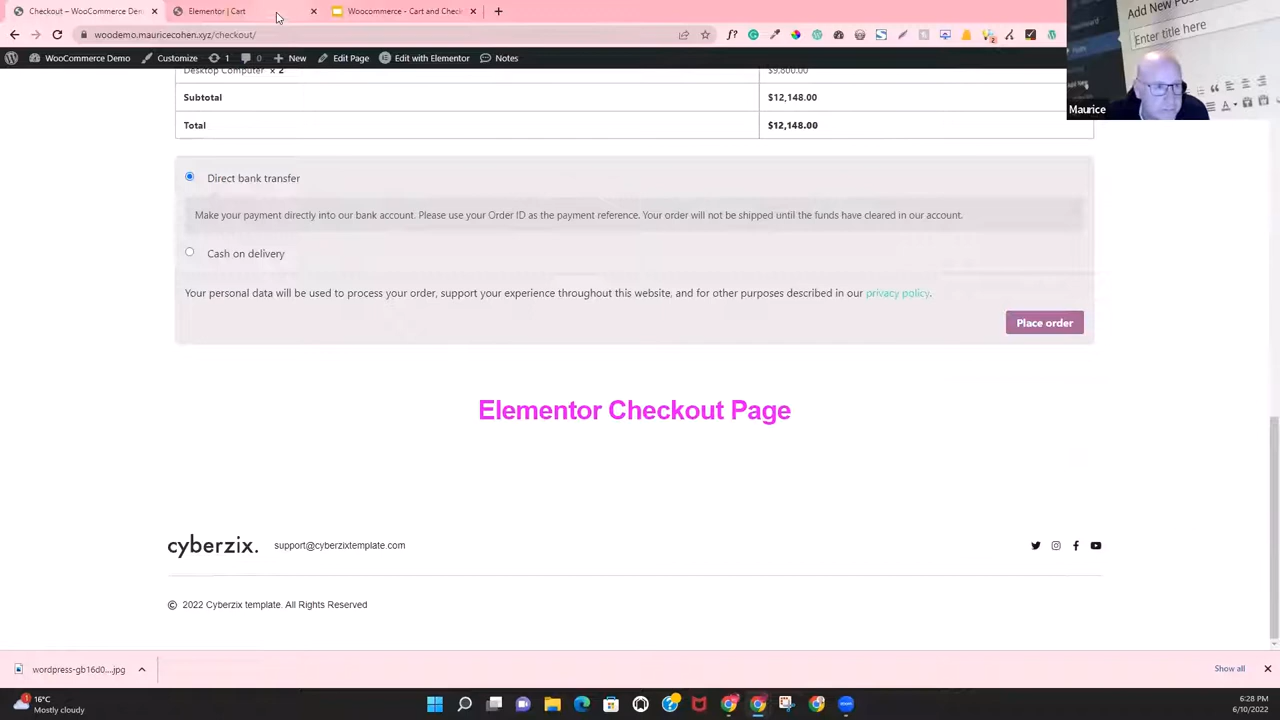 Checkout – WooCommerce Dem
Elementor | Cart
Woocommerce - Cart and Check
woodemo.mauricecohen.xyz/checkout/
WooCommerce Demo
Customize
1
0
New
Edit Page
Edit with Elementor
Notes
Add New Post
Enter title here
Maurice
Desktop Computer × 2
$9,800.00
Subtotal
$12,148.00
Total
$12,148.00
Direct bank transfer
Make your payment directly into our bank account. Please use your Order ID as the payment reference. Your order will not be shipped until the funds have cleared in our account.
Cash on delivery
Your personal data will be used to process your order, support your experience throughout this website, and for other purposes described in our privacy policy.
Place order
Elementor Checkout Page
cyberzix.
support@cyberzixtemplate.com
© 2022 Cyberzix template. All Rights Reserved
wordpress-gb16d0....jpg
Show all
16°C
Mostly cloudy
6:28 PM
6/10/2022